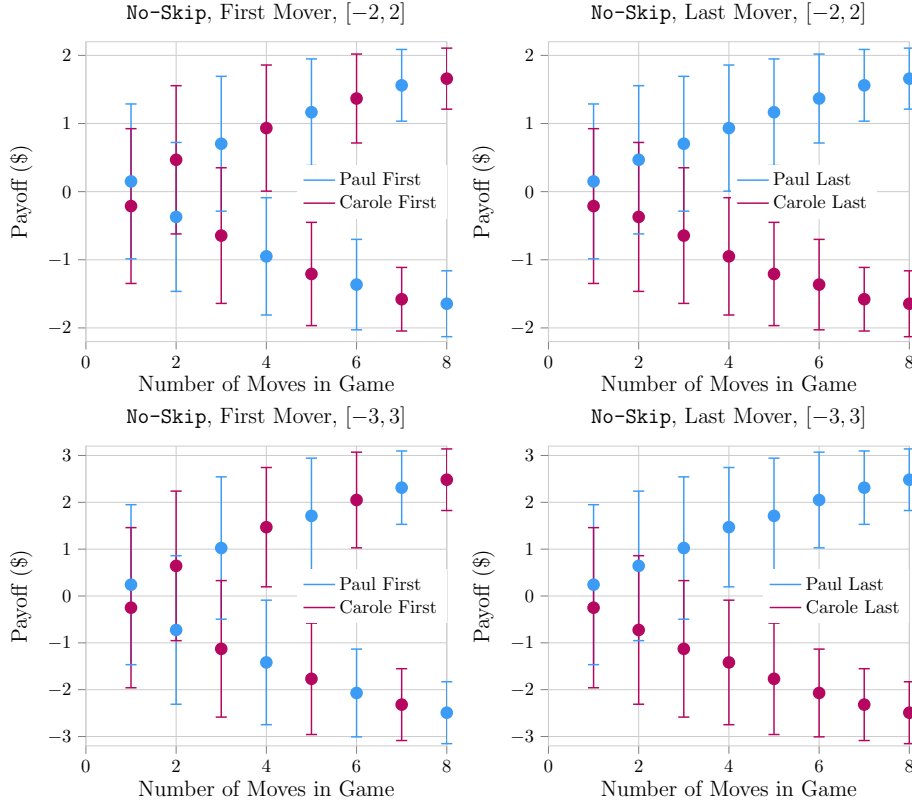 No-Skip, First Mover, [−2, 2]
2
1
0
−1
−2
Payoff ($)
Paul First
Carole First
0
2
4
6
8
Number of Moves in Game
No-Skip, Last Mover, [−2, 2]
2
1
0
−1
−2
Payoff ($)
Paul Last
Carole Last
0
2
4
6
8
Number of Moves in Game
No-Skip, First Mover, [−3, 3]
3
2
1
0
−1
−2
−3
Payoff ($)
Paul First
Carole First
0
2
4
6
8
Number of Moves in Game
No-Skip, Last Mover, [−3, 3]
3
2
1
0
−1
−2
−3
Payoff ($)
Paul Last
Carole Last
0
2
4
6
8
Number of Moves in Game